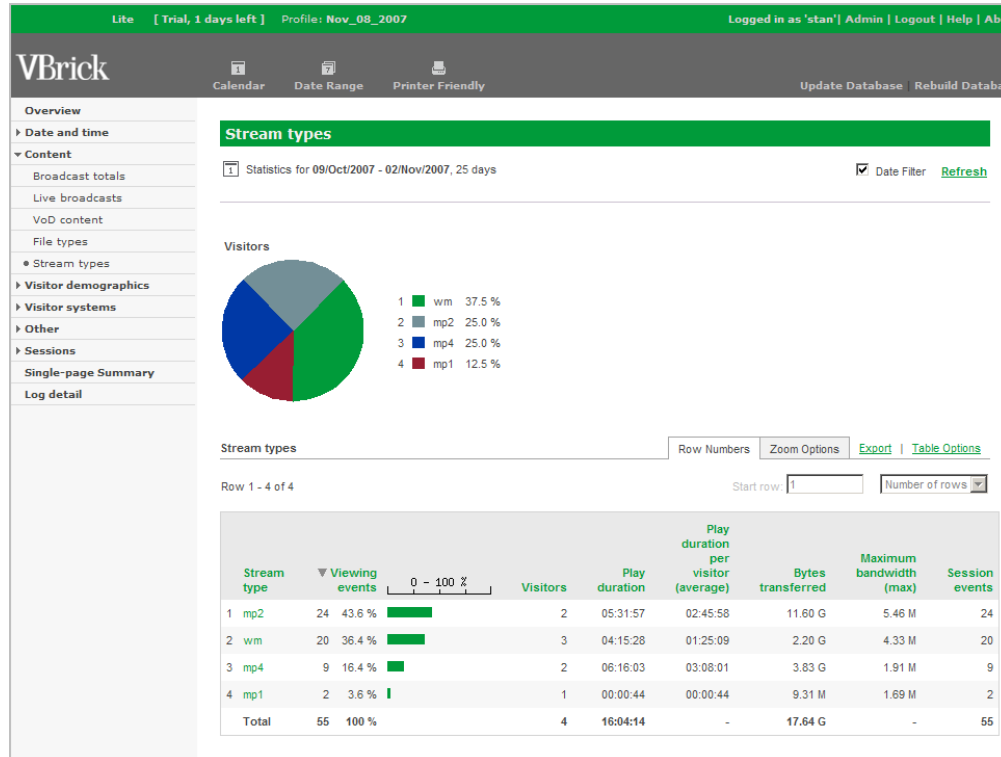 Lite [ Trial, 1 days left ] Profile: Nov_08_2007 Logged in as 'stan'| Admin | Logout | Help | Ab
VBrick
1 7
Calendar Date Range Printer Friendly Update Database | Rebuild Databa
Overview
Date and time
Content
Broadcast totals
Live broadcasts
VoD content
File types
Stream types
Visitor demographics
Visitor systems
Other
Sessions
Single-page Summary
Log detail
Stream types
1 Statistics for 09/Oct/2007 - 02/Nov/2007, 25 days Date Filter Refresh
Visitors
1 wm 37.5 %
2 mp2 25.0 %
3 mp4 25.0 %
4 mp1 12.5 %
Stream types Row Numbers Zoom Options Export | Table Options
Row 1 - 4 of 4 Start row: 1 Number of rows
Stream type Viewing events 0 - 100 % Visitors Play duration Play duration per visitor (average) Bytes transferred Maximum bandwidth (max) Session events
1 mp2 24 43.6 % 2 05:31:57 02:45:58 11.60 G 5.46 M 24
2 wm 20 36.4 % 3 04:15:28 01:25:09 2.20 G 4.33 M 20
3 mp4 9 16.4 % 2 06:16:03 03:08:01 3.83 G 1.91 M 9
4 mp1 2 3.6 % 1 00:00:44 00:00:44 9.31 M 1.69 M 2
Total 55 100 % 4 16:04:14 - 17.64 G - 55